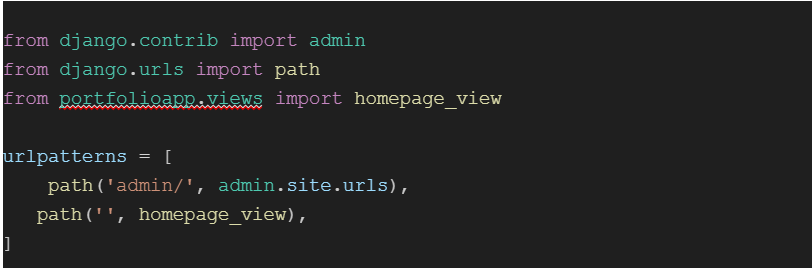 from django.contrib import admin
from django.urls import path
from portfolioapp.views import homepage_view
urlpatterns = [
    path('admin/', admin.site.urls),
   path('', homepage_view),
]